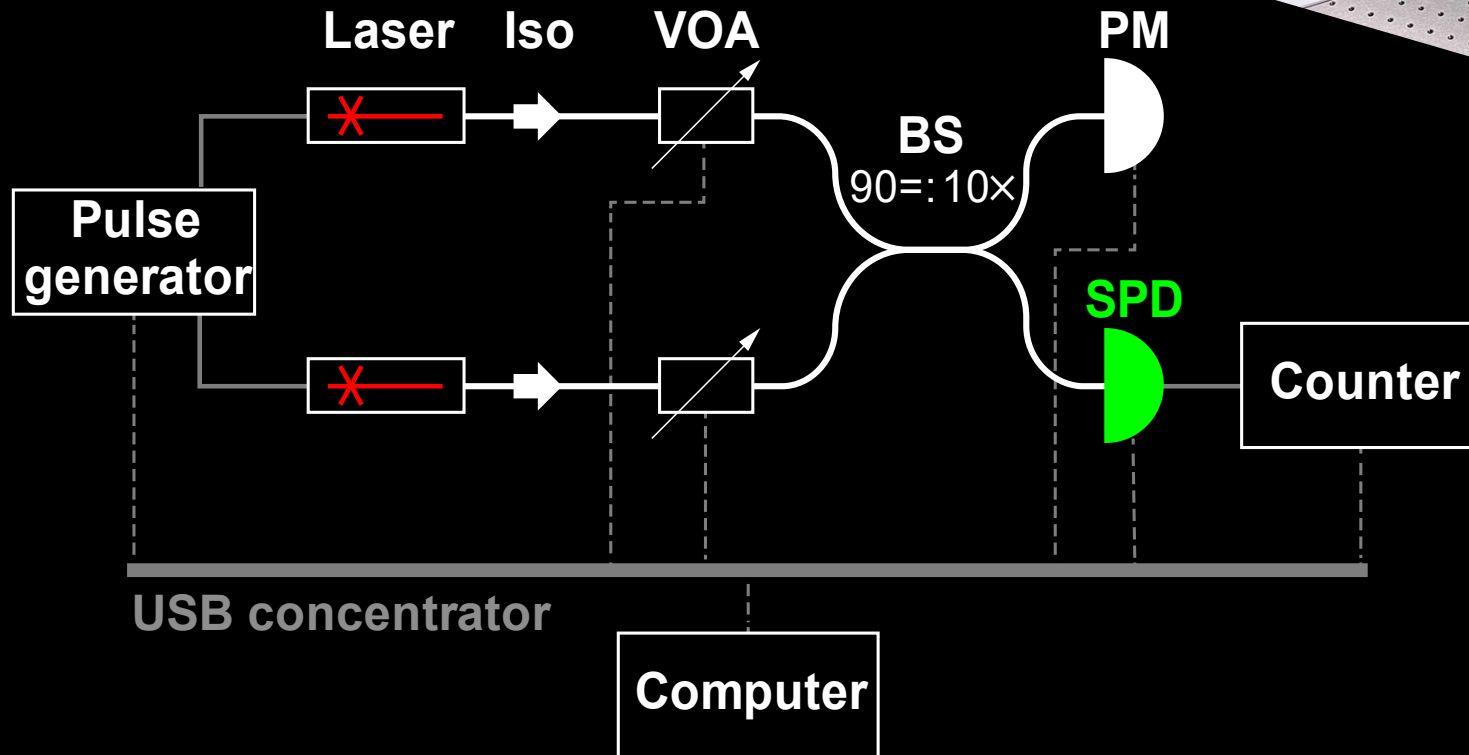 Laser Iso VOA PM
BS
90=: 10×
Pulse
generator
SPD
Counter
USB concentrator
Computer